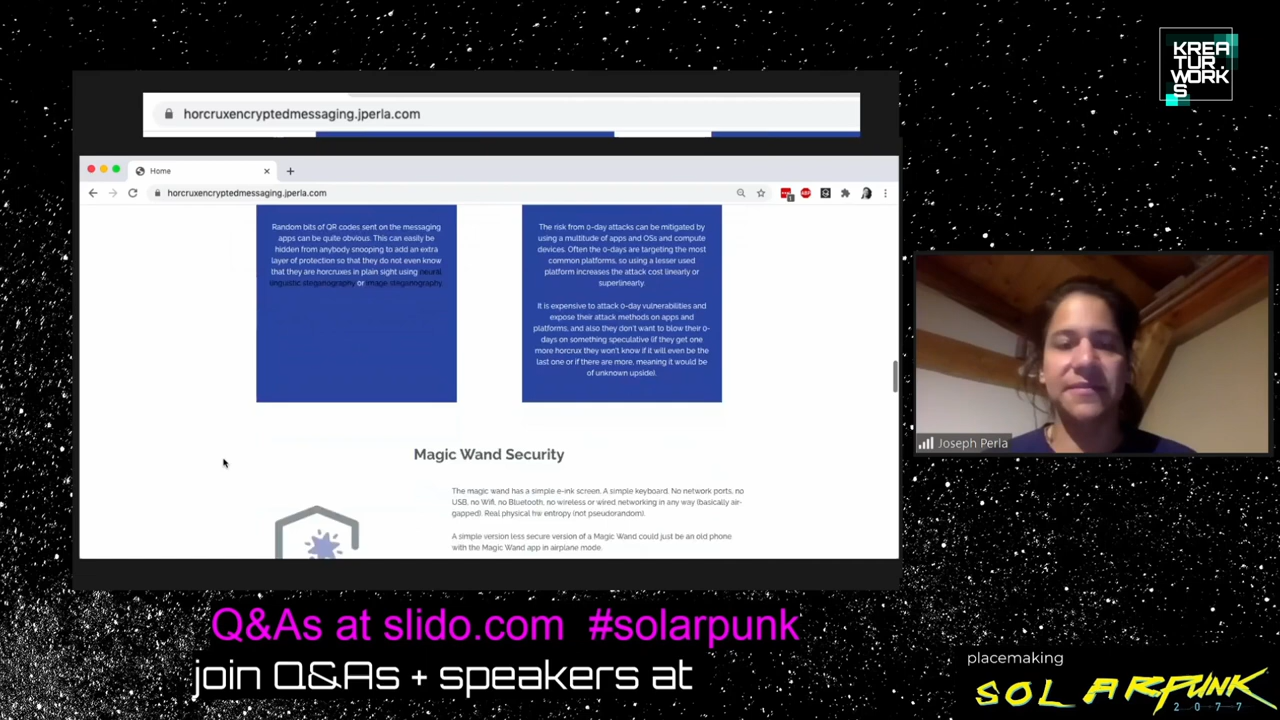 KREA
TUR.
WORK
S
horcruxencryptedmessaging.jperla.com
Home
horcruxencryptedmessaging.jperla.com
Random bits of QR codes sent on the messaging
apps can be quite obvious. This can easily be
hidden from anybody snooping to add an extra
layer of protection so that they do not even know
that they are horcruxes in plain sight using neural
linguistic steganography or image steganography.
The risk from 0-day attacks can be mitigated by
using a multitude of apps and OSs and compute
devices. Often the 0-days are targeting the most
common platforms, so using a lesser used
platform increases the attack cost linearly or
superlinearly.
It is expensive to attack 0-day vulnerabilities and
expose their attack methods on apps and
platforms, and also they don't want to blow their 0-
days on something speculative (if they get one
more horcrux they won't know if it will even be the
last one or if there are more, meaning it would be
of unknown upside).
Magic Wand Security
The magic wand has a simple e-ink screen. A simple keyboard. No network ports, no
USB, no Wifi, no Bluetooth, no wireless or wired networking in any way (basically air-
gapped). Real physical hw entropy (not pseudorandom).
A simple version less secure version of a Magic Wand could just be an old phone
with the Magic Wand app in airplane mode.
Joseph Perla
Q&As at slido.com #solarpunk
join Q&As + speakers at
placemaking
SOLARPUNK
2077